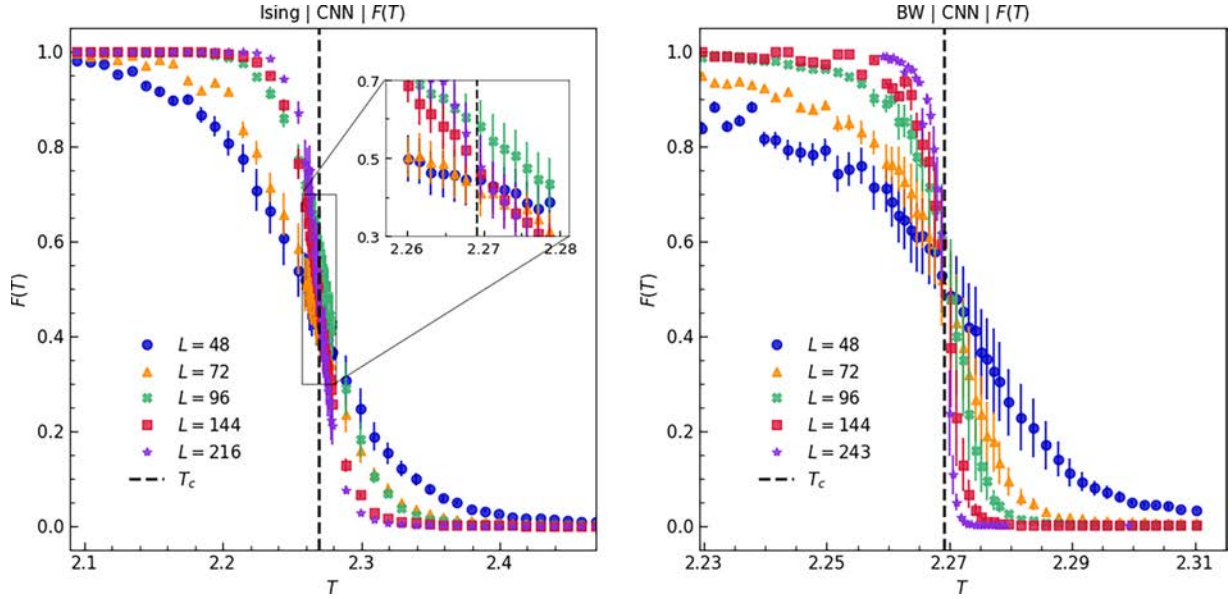 Ising | CNN | F(T)
1.0
0.8
0.6
0.4
0.2
0.0
F(T)
2.1
2.2
2.3
2.4
T
0.7
0.5
0.3
2.26
2.27
2.28
L = 48
L = 72
L = 96
L = 144
L = 216
T_c
BW | CNN | F(T)
1.0
0.8
0.6
0.4
0.2
0.0
F(T)
2.23
2.25
2.27
2.29
2.31
T
L = 48
L = 72
L = 96
L = 144
L = 243
T_c